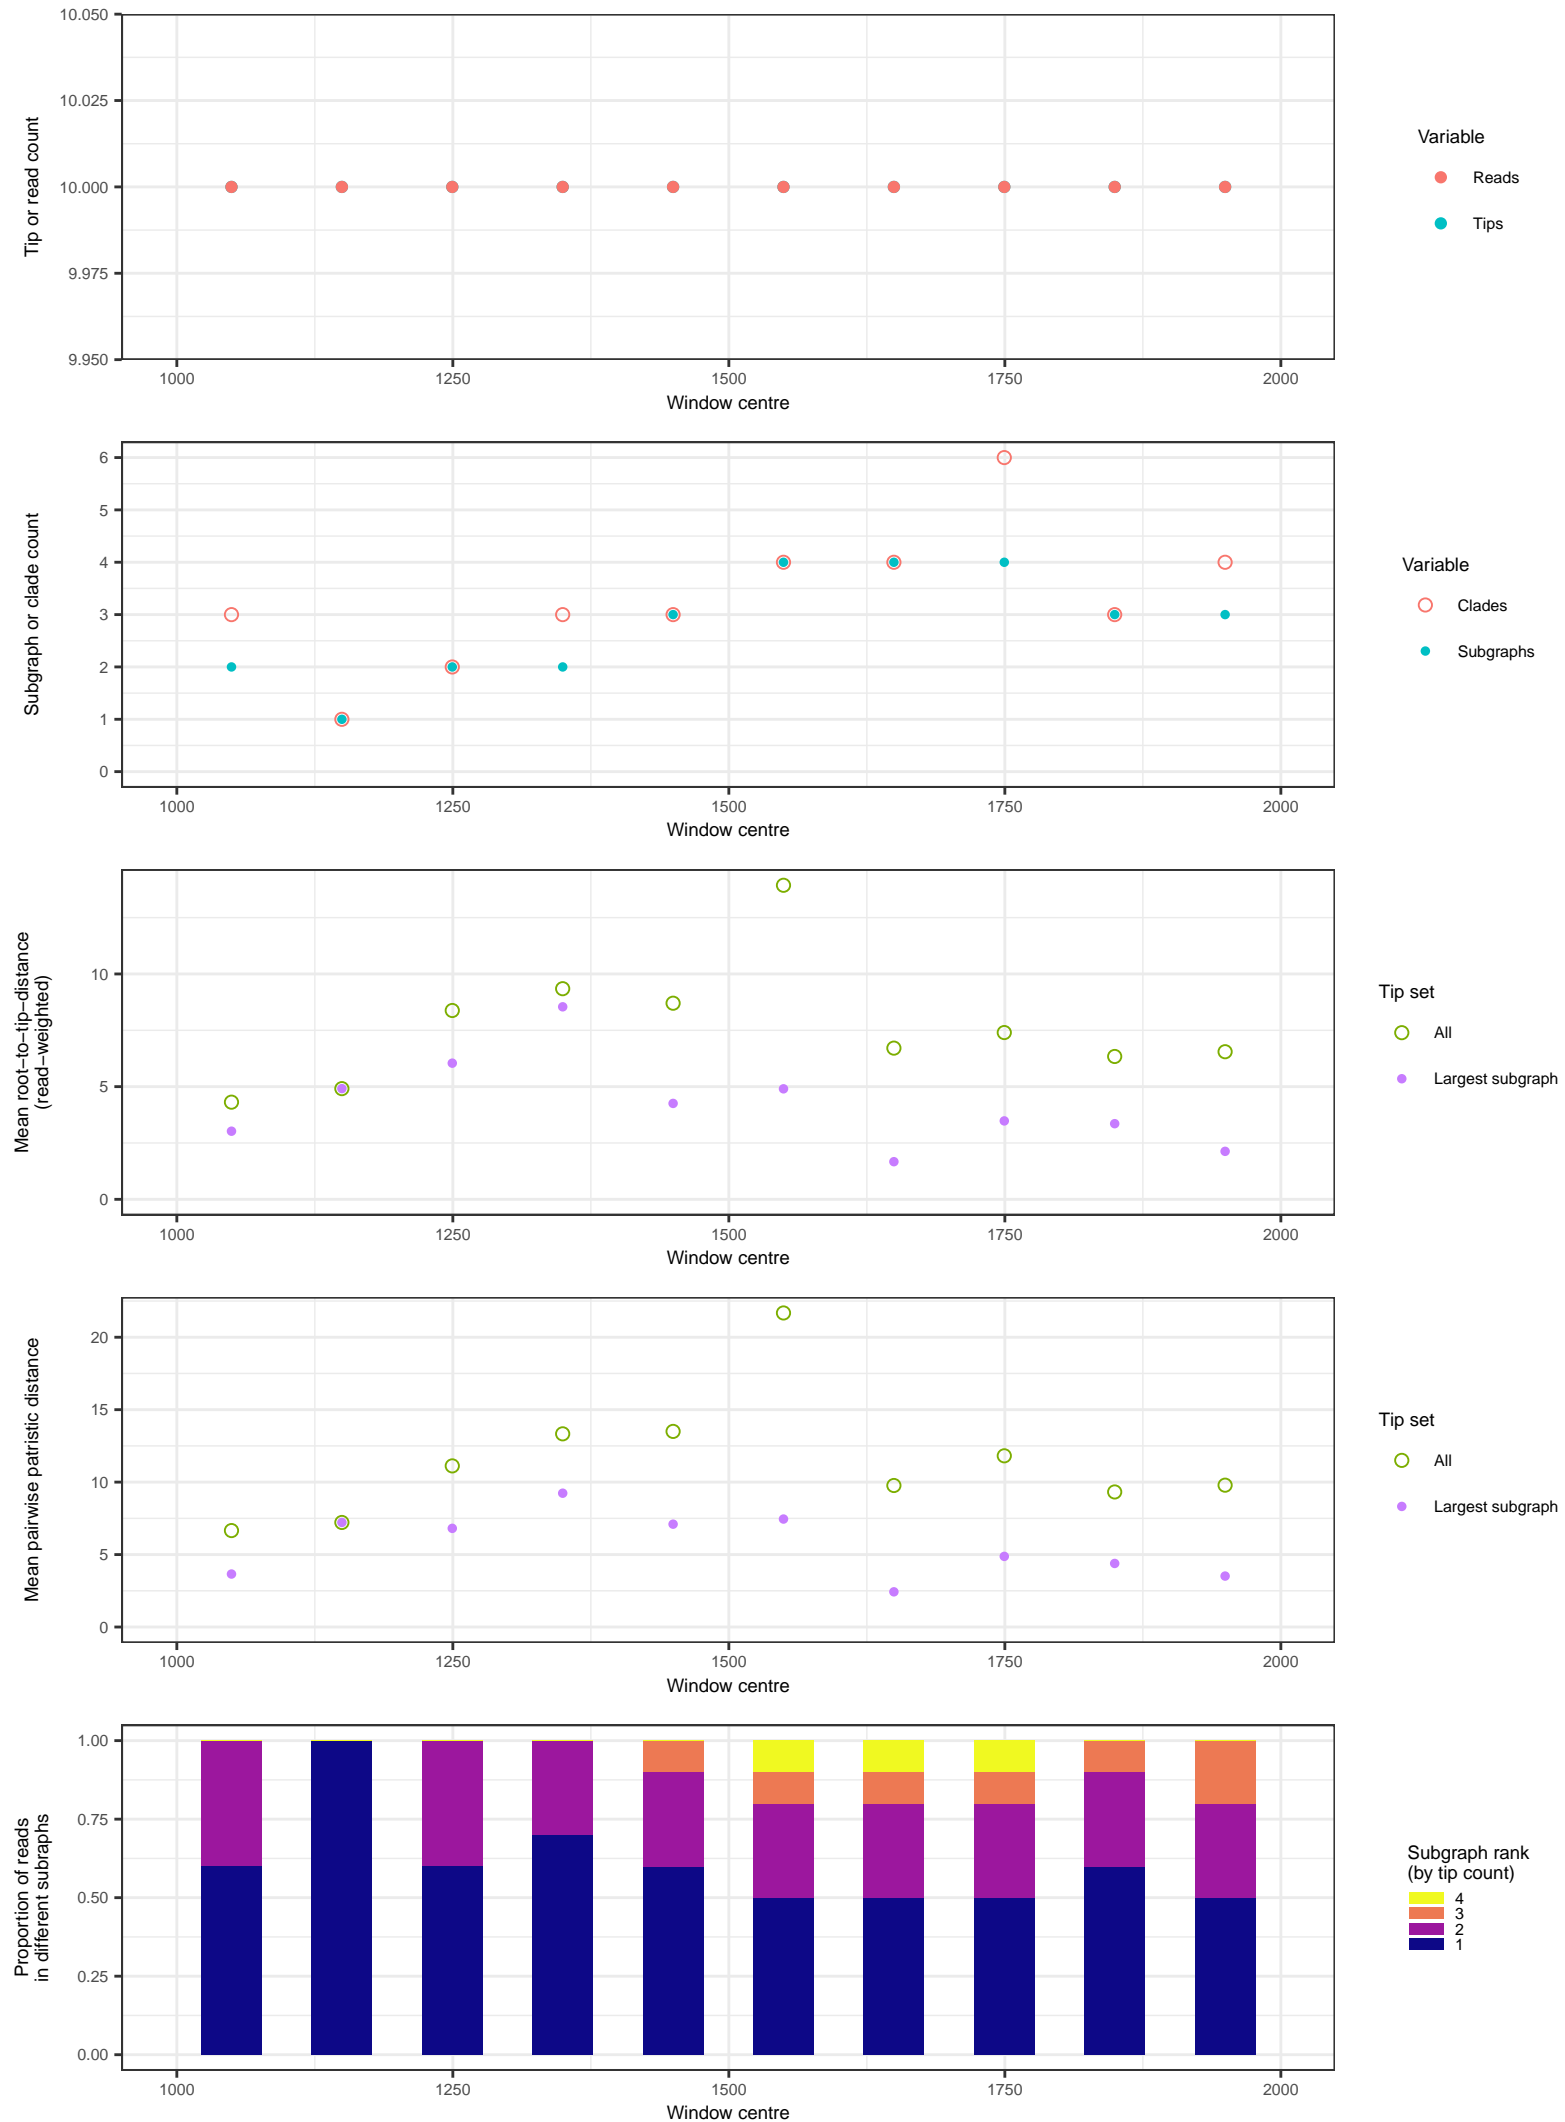 10.050
10.025
10.000
9.975
9.950
Tip or read count
1000 1250 1500 1750 2000
Window centre
Variable
Reads
Tips
6
5
4
3
2
1
0
Subgraph or clade count
1000 1250 1500 1750 2000
Window centre
Variable
Clades
Subgraphs
10
5
0
Mean root−to−tip−distance
(read−weighted)
1000 1250 1500 1750 2000
Window centre
Tip set
All
Largest subgraph
20
15
10
5
0
Mean pairwise patristic distance
1000 1250 1500 1750 2000
Window centre
Tip set
All
Largest subgraph
1.00
0.75
0.50
0.25
0.00
Proportion of reads
in different subraphs
1000 1250 1500 1750 2000
Window centre
Subgraph rank
(by tip count)
4
3
2
1